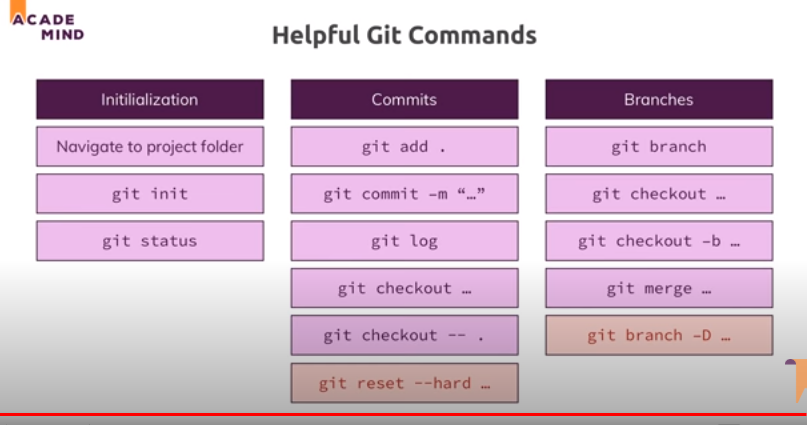 ACADE
MIND
Helpful Git Commands
Initilialization
Navigate to project folder
git init
git status
Commits
git add .
git commit –m “…”
git log
git checkout …
git checkout -- .
git reset --hard …
Branches
git branch
git checkout …
git checkout –b …
git merge …
git branch –D …